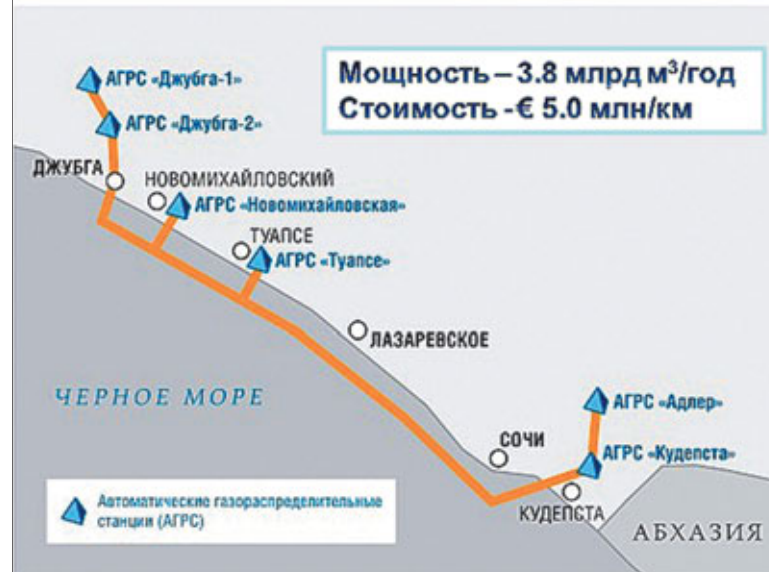 Мощность – 3.8 млрд м³/год
Стоимость -€ 5.0 млн/км
АГРС «Джубга-1»
АГРС «Джубга-2»
ДЖУБГА
НОВОМИХАЙЛОВСКИЙ
АГРС «Новомихайловская»
ТУАПСЕ
АГРС «Туапсе»
ЛАЗАРЕВСКОЕ
ЧЕРНОЕ МОРЕ
АГРС «Адлер»
СОЧИ
АГРС «Кудепста»
КУДЕПСТА
АБХАЗИЯ
Автоматические газораспределительные
станции (АГРС)